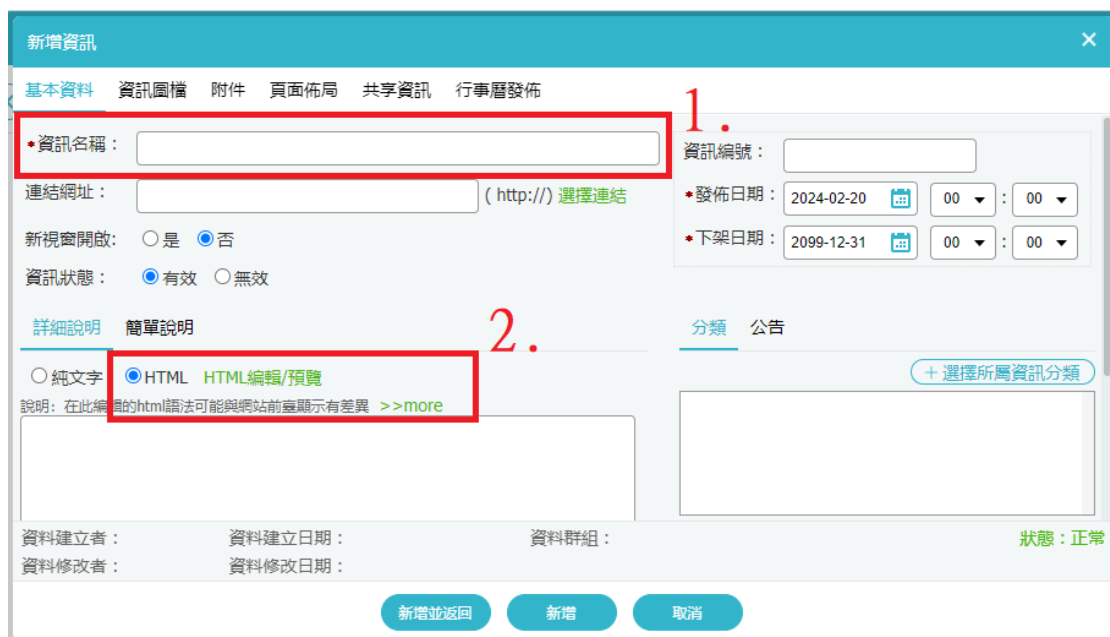 新增資訊
基本資料 資訊圖檔 附件 頁面佈局 共享資訊 行事曆發佈
1.
*資訊名稱：
資訊編號：
連結網址： ( http://) 選擇連結
*發佈日期： 2024-02-20 00 : 00
新視窗開啟: 是 否
*下架日期： 2099-12-31 00 : 00
資訊狀態： 有效 無效
2.
詳細說明 簡單說明
分類 公告
純文字 HTML HTML編輯/預覽
＋選擇所屬資訊分類
說明: 在此編輯的html語法可能與網站前臺顯示有差異 >>more
資料建立者： 資料建立日期： 資料群組： 狀態：正常
資料修改者： 資料修改日期：
新增並返回 新增 取消